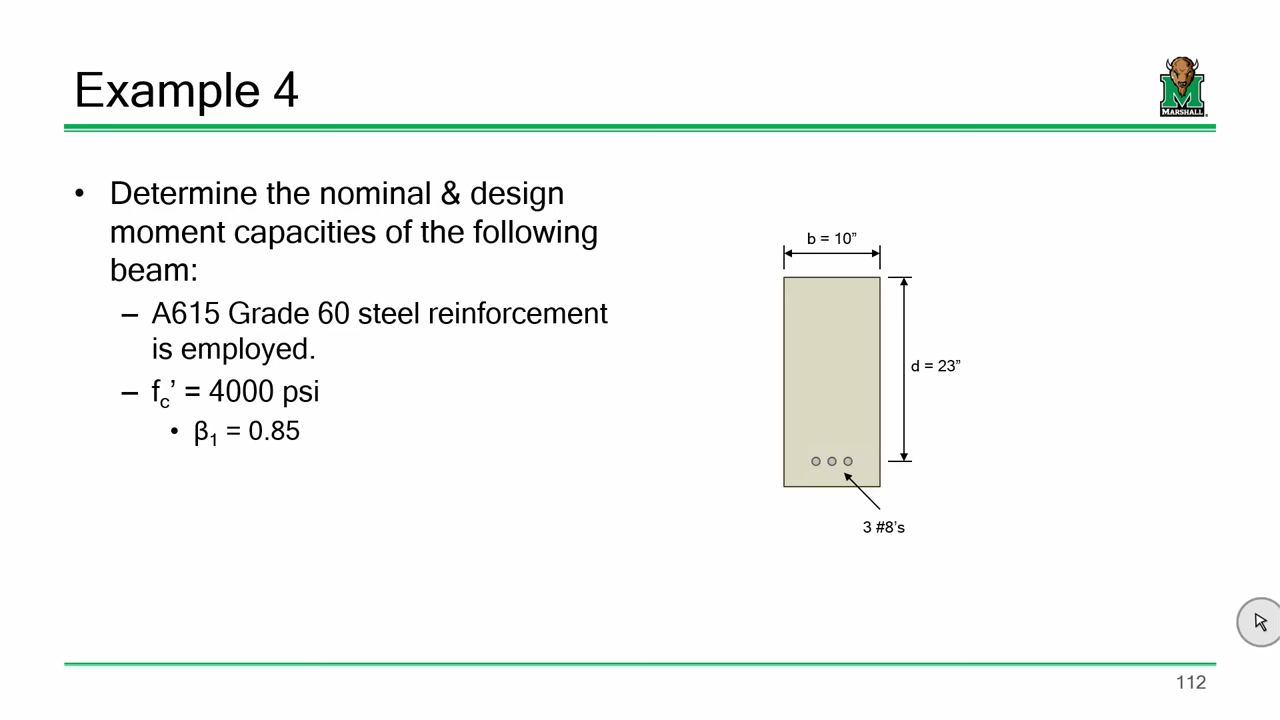 Example 4
MARSHALL
• Determine the nominal & design
moment capacities of the following
beam:
– A615 Grade 60 steel reinforcement
is employed.
– fc’ = 4000 psi
• β1 = 0.85
b = 10”
d = 23”
3 #8’s
112